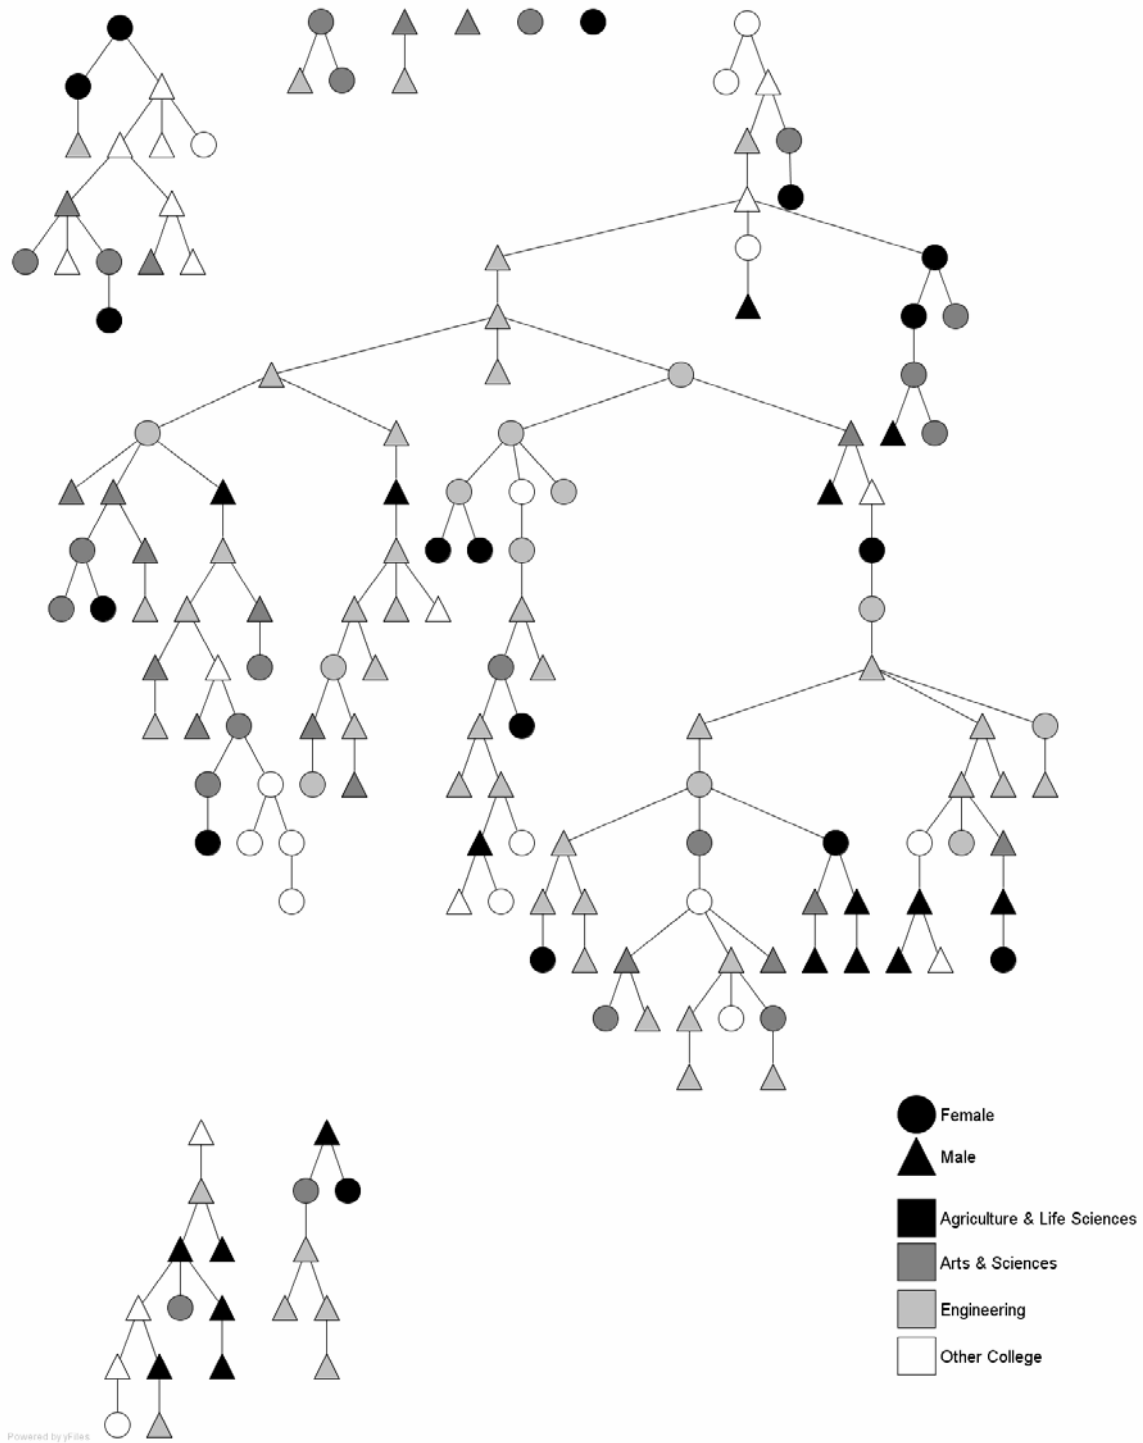 Female
Male
Agriculture & Life Sciences
Arts & Sciences
Engineering
Other College
Powered by yFiles